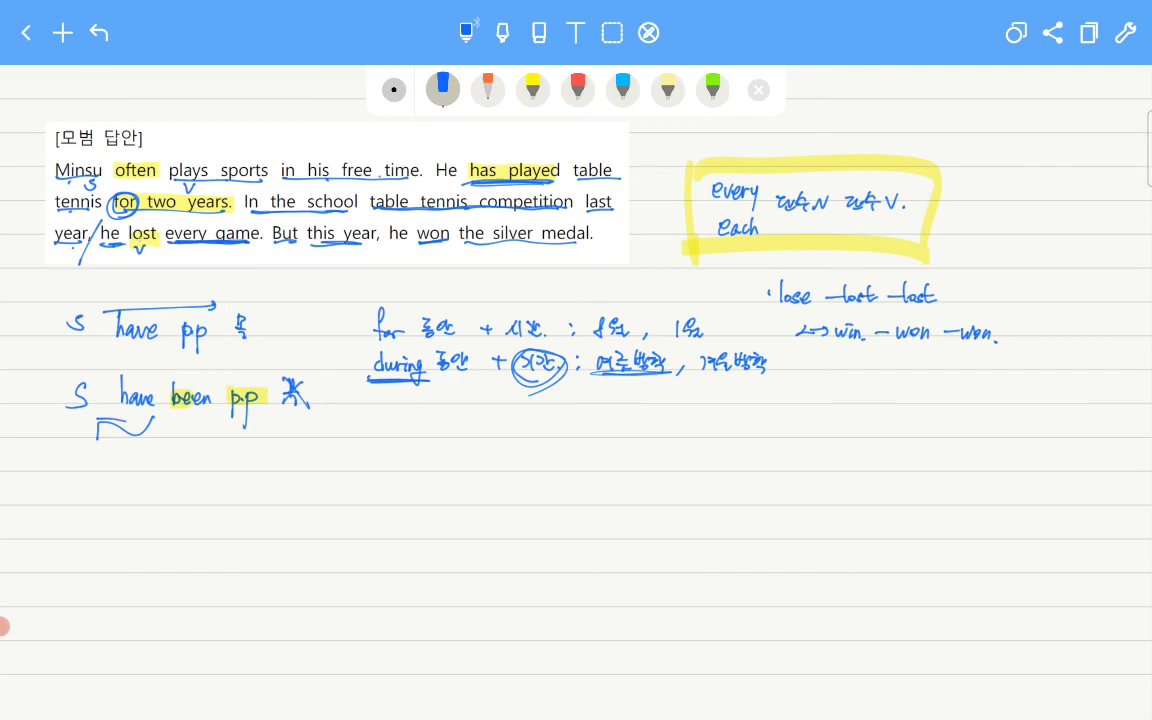 [모범 답안]
Minsu often plays sports in his free time. He has played table
tennis for two years. In the school table tennis competition last
year, he lost every game. But this year, he won the silver medal.
S
V
V
every 단수N 단수V.
each
lose - lost - lost
↔ win - won - won.
S have pp 목
for 동안 + 시간 : 8월, 1월
during 동안 + 기간 : 여름방학, 겨울방학
S have been pp